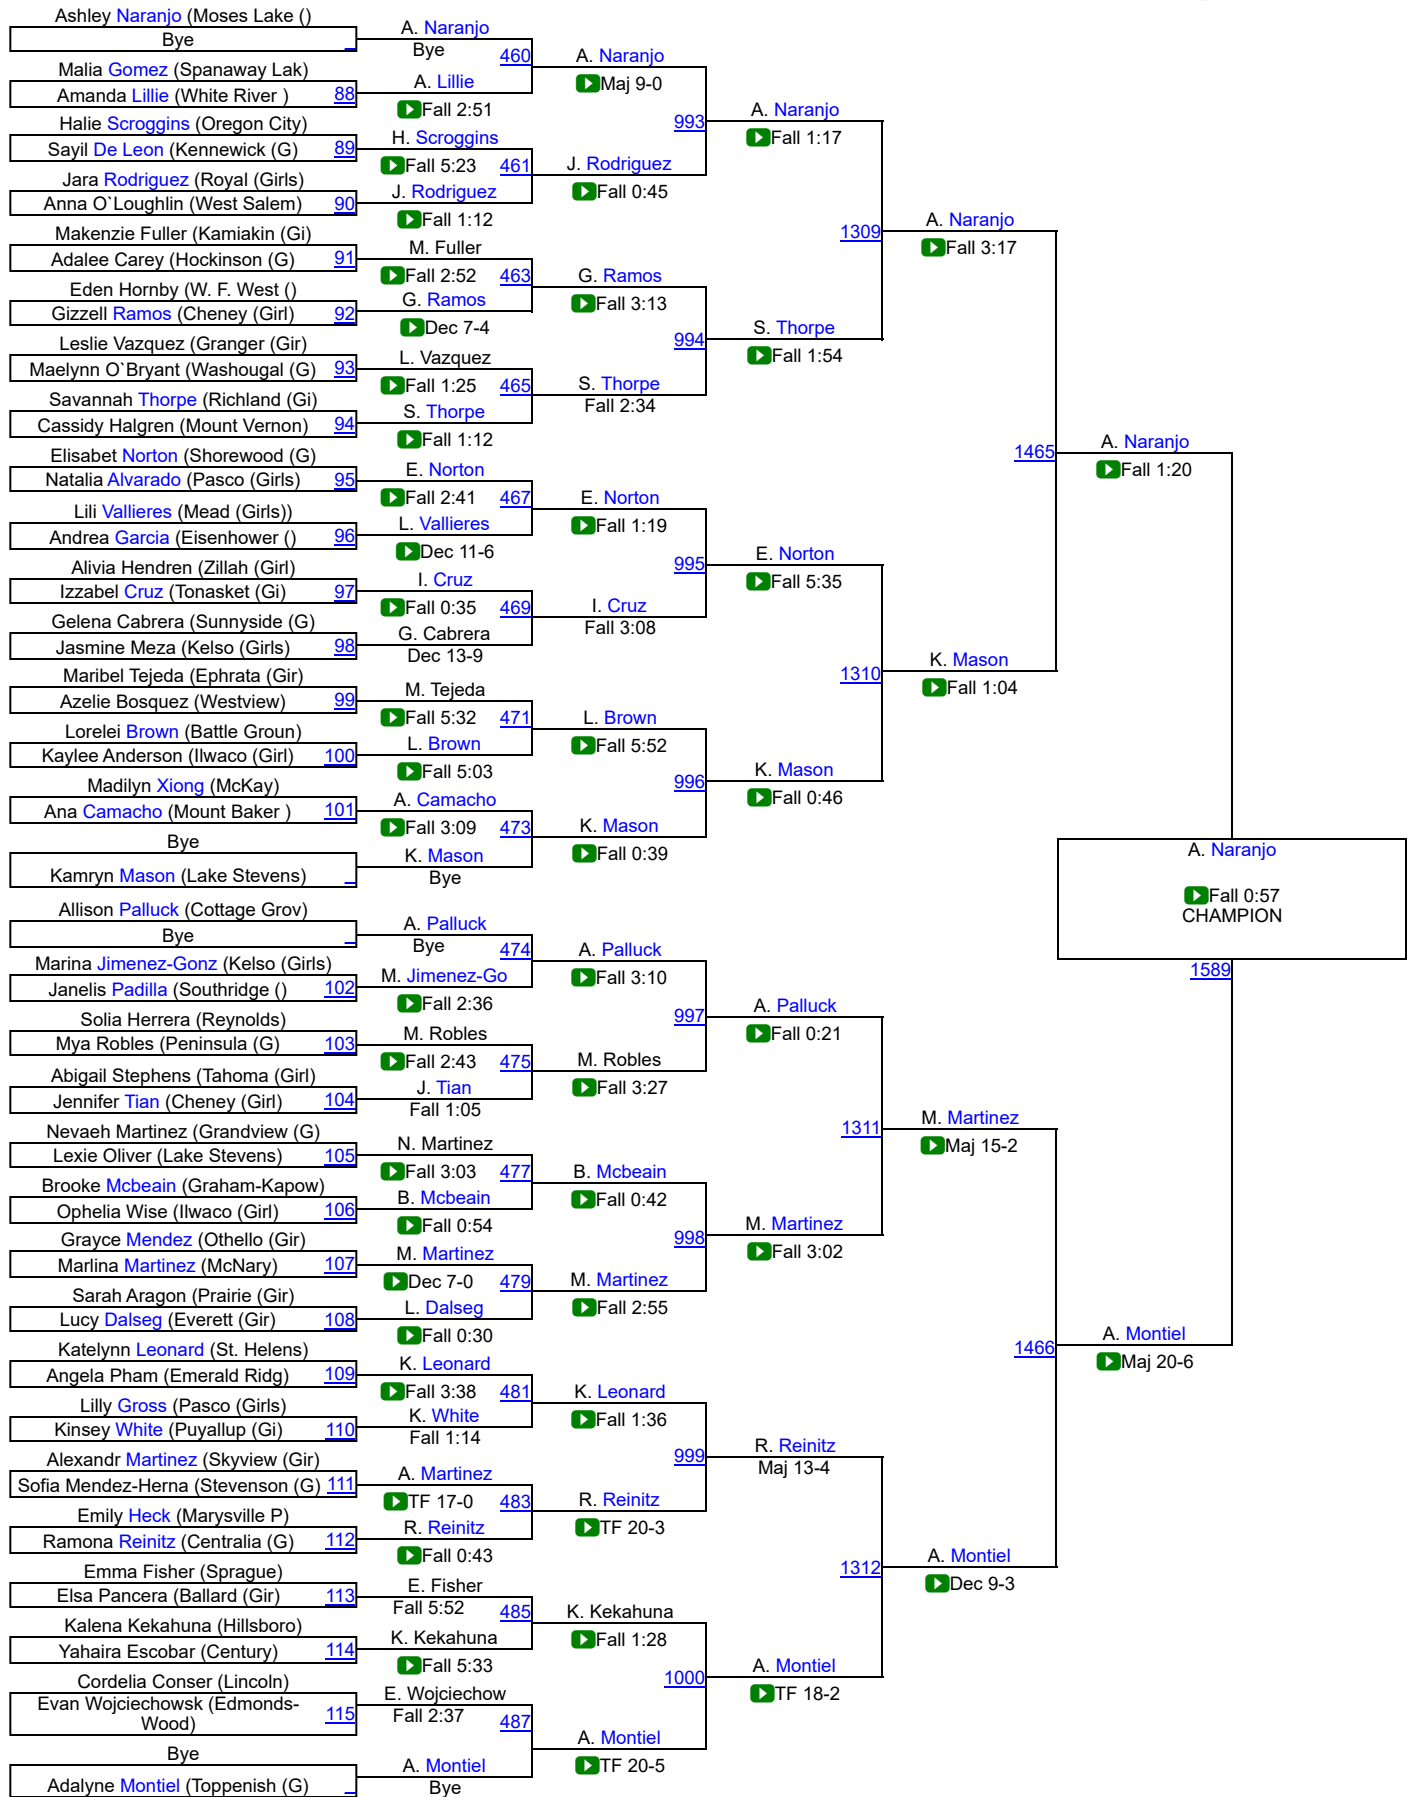 Ashley Naranjo (Moses Lake ()
Bye
Malia Gomez (Spanaway Lak)
Amanda Lillie (White River )
88
Halie Scroggins (Oregon City)
Sayil De Leon (Kennewick (G)
89
Jara Rodriguez (Royal (Girls)
Anna O`Loughlin (West Salem)
90
Makenzie Fuller (Kamiakin (Gi)
Adalee Carey (Hockinson (G)
91
Eden Hornby (W. F. West ()
Gizzell Ramos (Cheney (Girl)
92
Leslie Vazquez (Granger (Gir)
Maelynn O`Bryant (Washougal (G)
93
Savannah Thorpe (Richland (Gi)
Cassidy Halgren (Mount Vernon)
94
Elisabet Norton (Shorewood (G)
Natalia Alvarado (Pasco (Girls)
95
Lili Vallieres (Mead (Girls))
Andrea Garcia (Eisenhower ()
96
Alivia Hendren (Zillah (Girl)
Izzabel Cruz (Tonasket (Gi)
97
Gelena Cabrera (Sunnyside (G)
Jasmine Meza (Kelso (Girls)
98
Maribel Tejeda (Ephrata (Gir)
Azelie Bosquez (Westview)
99
Lorelei Brown (Battle Groun)
Kaylee Anderson (Ilwaco (Girl)
100
Madilyn Xiong (McKay)
Ana Camacho (Mount Baker )
101
Bye
Kamryn Mason (Lake Stevens)
Allison Palluck (Cottage Grov)
Bye
Marina Jimenez-Gonz (Kelso (Girls)
Janelis Padilla (Southridge ()
102
Solia Herrera (Reynolds)
Mya Robles (Peninsula (G)
103
Abigail Stephens (Tahoma (Girl)
Jennifer Tian (Cheney (Girl)
104
Nevaeh Martinez (Grandview (G)
Lexie Oliver (Lake Stevens)
105
Brooke Mcbeain (Graham-Kapow)
Ophelia Wise (Ilwaco (Girl)
106
Grayce Mendez (Othello (Gir)
Marlina Martinez (McNary)
107
Sarah Aragon (Prairie (Gir)
Lucy Dalseg (Everett (Gir)
108
Katelynn Leonard (St. Helens)
Angela Pham (Emerald Ridg)
109
Lilly Gross (Pasco (Girls)
Kinsey White (Puyallup (Gi)
110
Alexandr Martinez (Skyview (Gir)
Sofia Mendez-Herna (Stevenson (G)
111
Emily Heck (Marysville P)
Ramona Reinitz (Centralia (G)
112
Emma Fisher (Sprague)
Elsa Pancera (Ballard (Gir)
113
Kalena Kekahuna (Hillsboro)
Yahaira Escobar (Century)
114
Cordelia Conser (Lincoln)
Evan Wojciechowsk (Edmonds-
Wood)
115
Bye
Adalyne Montiel (Toppenish (G)
A. Naranjo
Bye
460
A. Lillie
Fall 2:51
H. Scroggins
Fall 5:23
461
J. Rodriguez
Fall 1:12
M. Fuller
Fall 2:52
463
G. Ramos
Dec 7-4
L. Vazquez
Fall 1:25
465
S. Thorpe
Fall 1:12
E. Norton
Fall 2:41
467
L. Vallieres
Dec 11-6
I. Cruz
Fall 0:35
469
G. Cabrera
Dec 13-9
M. Tejeda
Fall 5:32
471
L. Brown
Fall 5:03
A. Camacho
Fall 3:09
473
K. Mason
Bye
A. Palluck
Bye
474
M. Jimenez-Go
Fall 2:36
M. Robles
Fall 2:43
475
J. Tian
Fall 1:05
N. Martinez
Fall 3:03
477
B. Mcbeain
Fall 0:54
M. Martinez
Dec 7-0
479
L. Dalseg
Fall 0:30
K. Leonard
Fall 3:38
481
K. White
Fall 1:14
A. Martinez
TF 17-0
483
R. Reinitz
Fall 0:43
E. Fisher
Fall 5:52
485
K. Kekahuna
Fall 5:33
E. Wojciechow
Fall 2:37
487
A. Montiel
Bye
A. Naranjo
Maj 9-0
993
J. Rodriguez
Fall 0:45
G. Ramos
Fall 3:13
994
S. Thorpe
Fall 2:34
E. Norton
Fall 1:19
995
I. Cruz
Fall 3:08
L. Brown
Fall 5:52
996
K. Mason
Fall 0:39
A. Palluck
Fall 3:10
997
M. Robles
Fall 3:27
B. Mcbeain
Fall 0:42
998
M. Martinez
Fall 2:55
K. Leonard
Fall 1:36
999
R. Reinitz
TF 20-3
K. Kekahuna
Fall 1:28
1000
A. Montiel
TF 20-5
A. Naranjo
Fall 1:17
1309
S. Thorpe
Fall 1:54
E. Norton
Fall 5:35
1310
K. Mason
Fall 0:46
A. Palluck
Fall 0:21
1311
M. Martinez
Fall 3:02
R. Reinitz
Maj 13-4
1312
A. Montiel
TF 18-2
A. Naranjo
Fall 3:17
1465
K. Mason
Fall 1:04
M. Martinez
Maj 15-2
1466
A. Montiel
Dec 9-3
A. Naranjo
Fall 1:20
A. Montiel
Maj 20-6
A. Naranjo
Fall 0:57
CHAMPION
1589